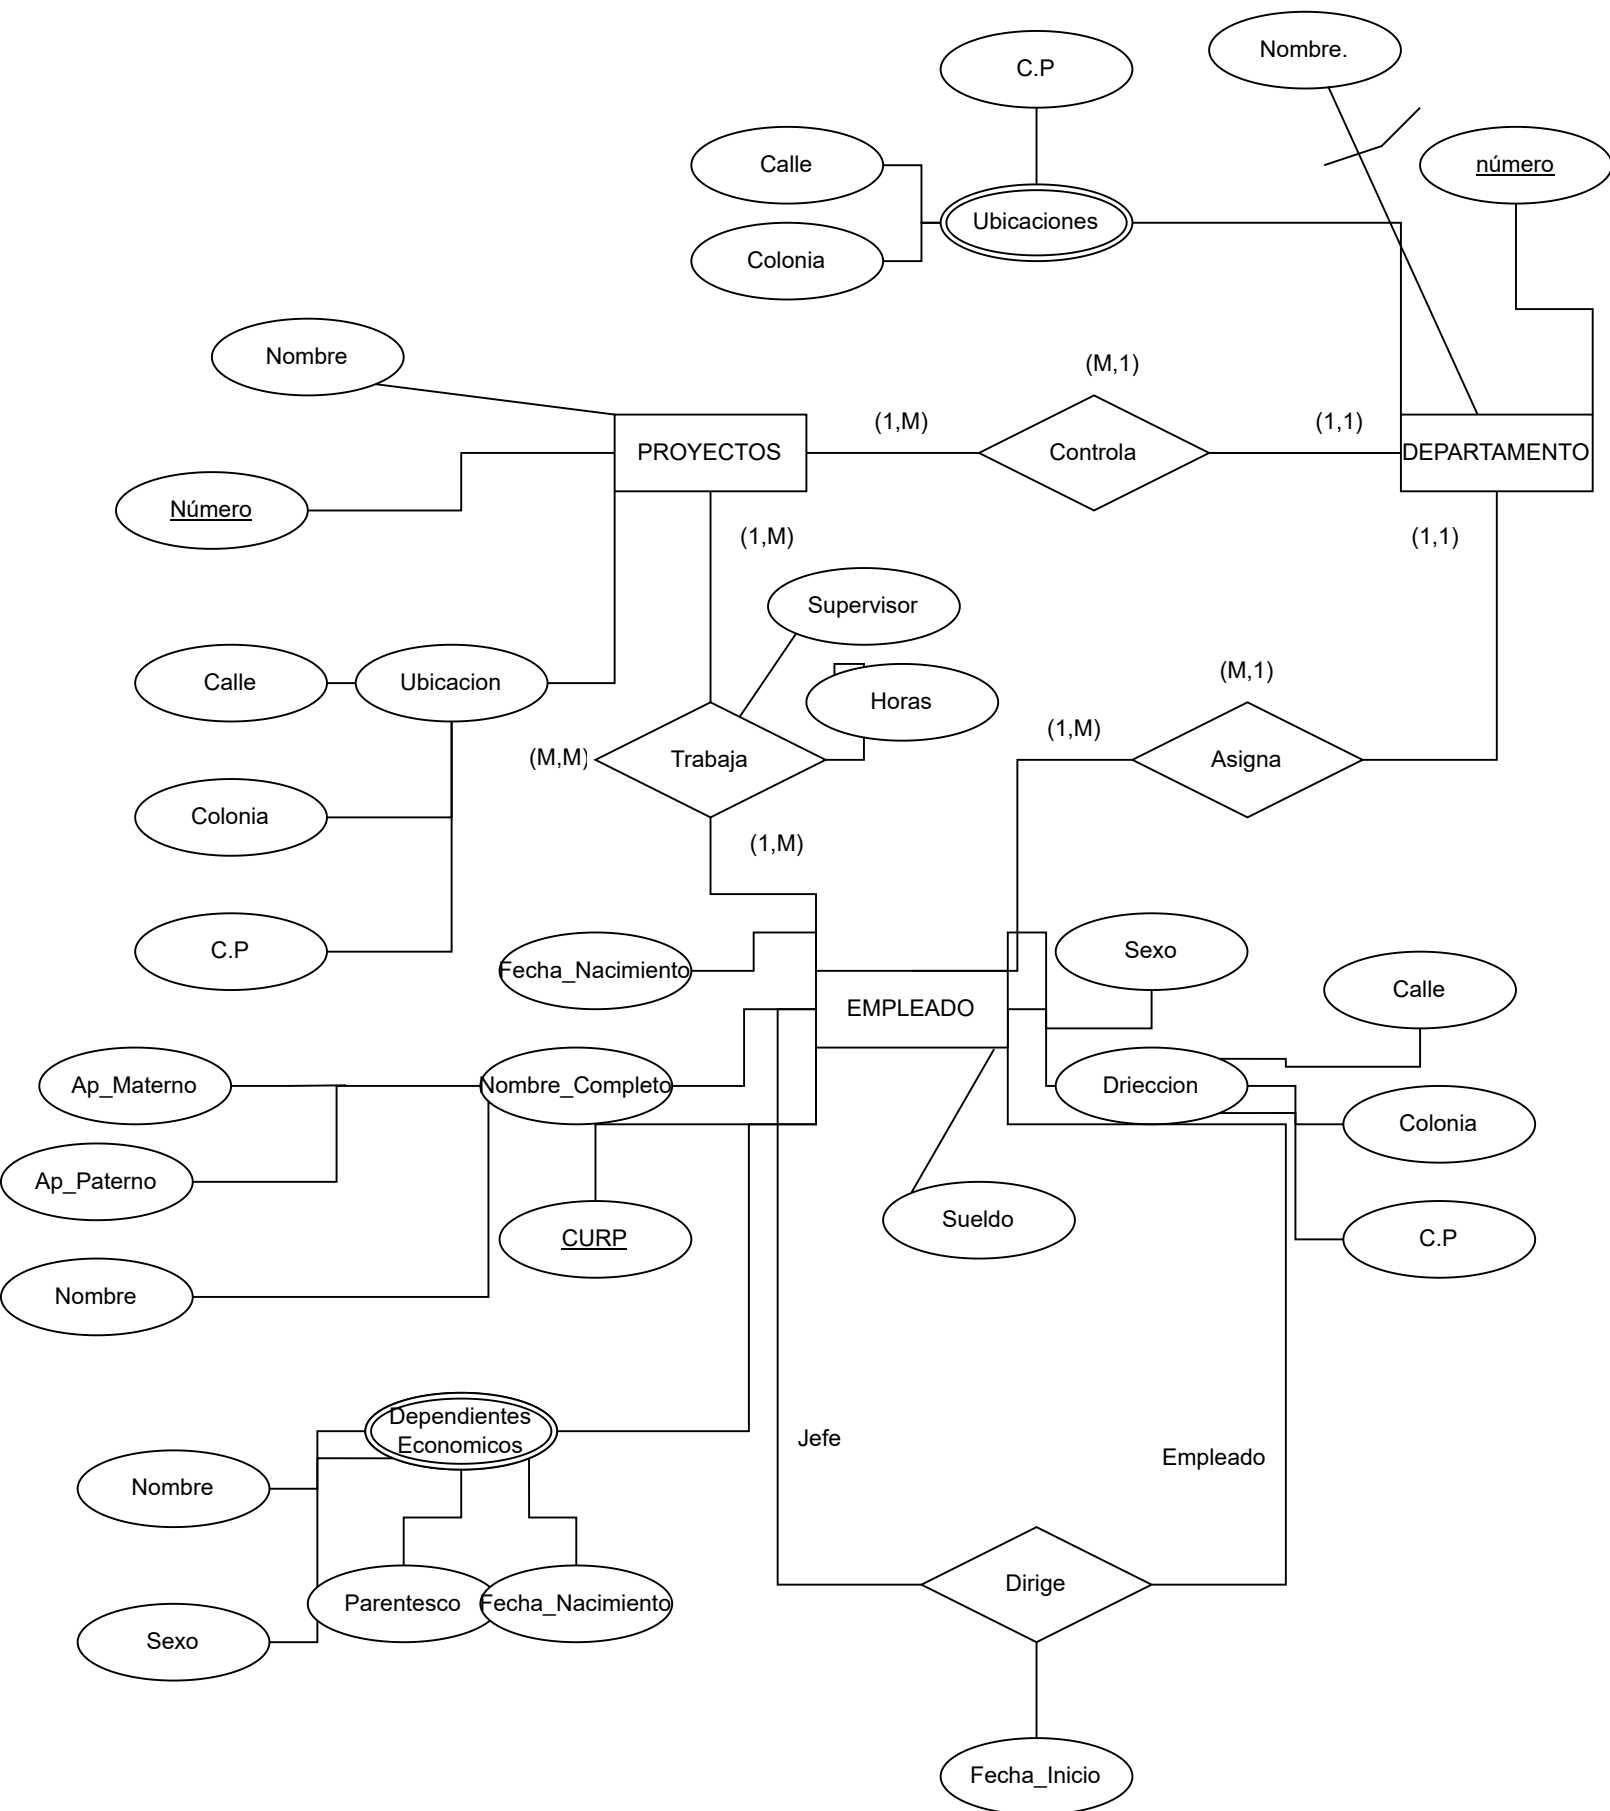 Nombre.
C.P
Calle
número
Ubicaciones
Colonia
Nombre
(M,1)
(1,M)
(1,1)
PROYECTOS
Controla
DEPARTAMENTO
Número
(1,M)
(1,1)
Supervisor
Calle
Ubicacion
Horas
(M,1)
(1,M)
(M,M)
Trabaja
Asigna
Colonia
(1,M)
C.P
Fecha_Nacimiento
Sexo
Calle
EMPLEADO
Ap_Materno
Nombre_Completo
Drieccion
Colonia
Ap_Paterno
Sueldo
CURP
C.P
Nombre
Dependientes
Economicos
Jefe
Empleado
Nombre
Dirige
Parentesco
Fecha_Nacimiento
Sexo
Fecha_Inicio